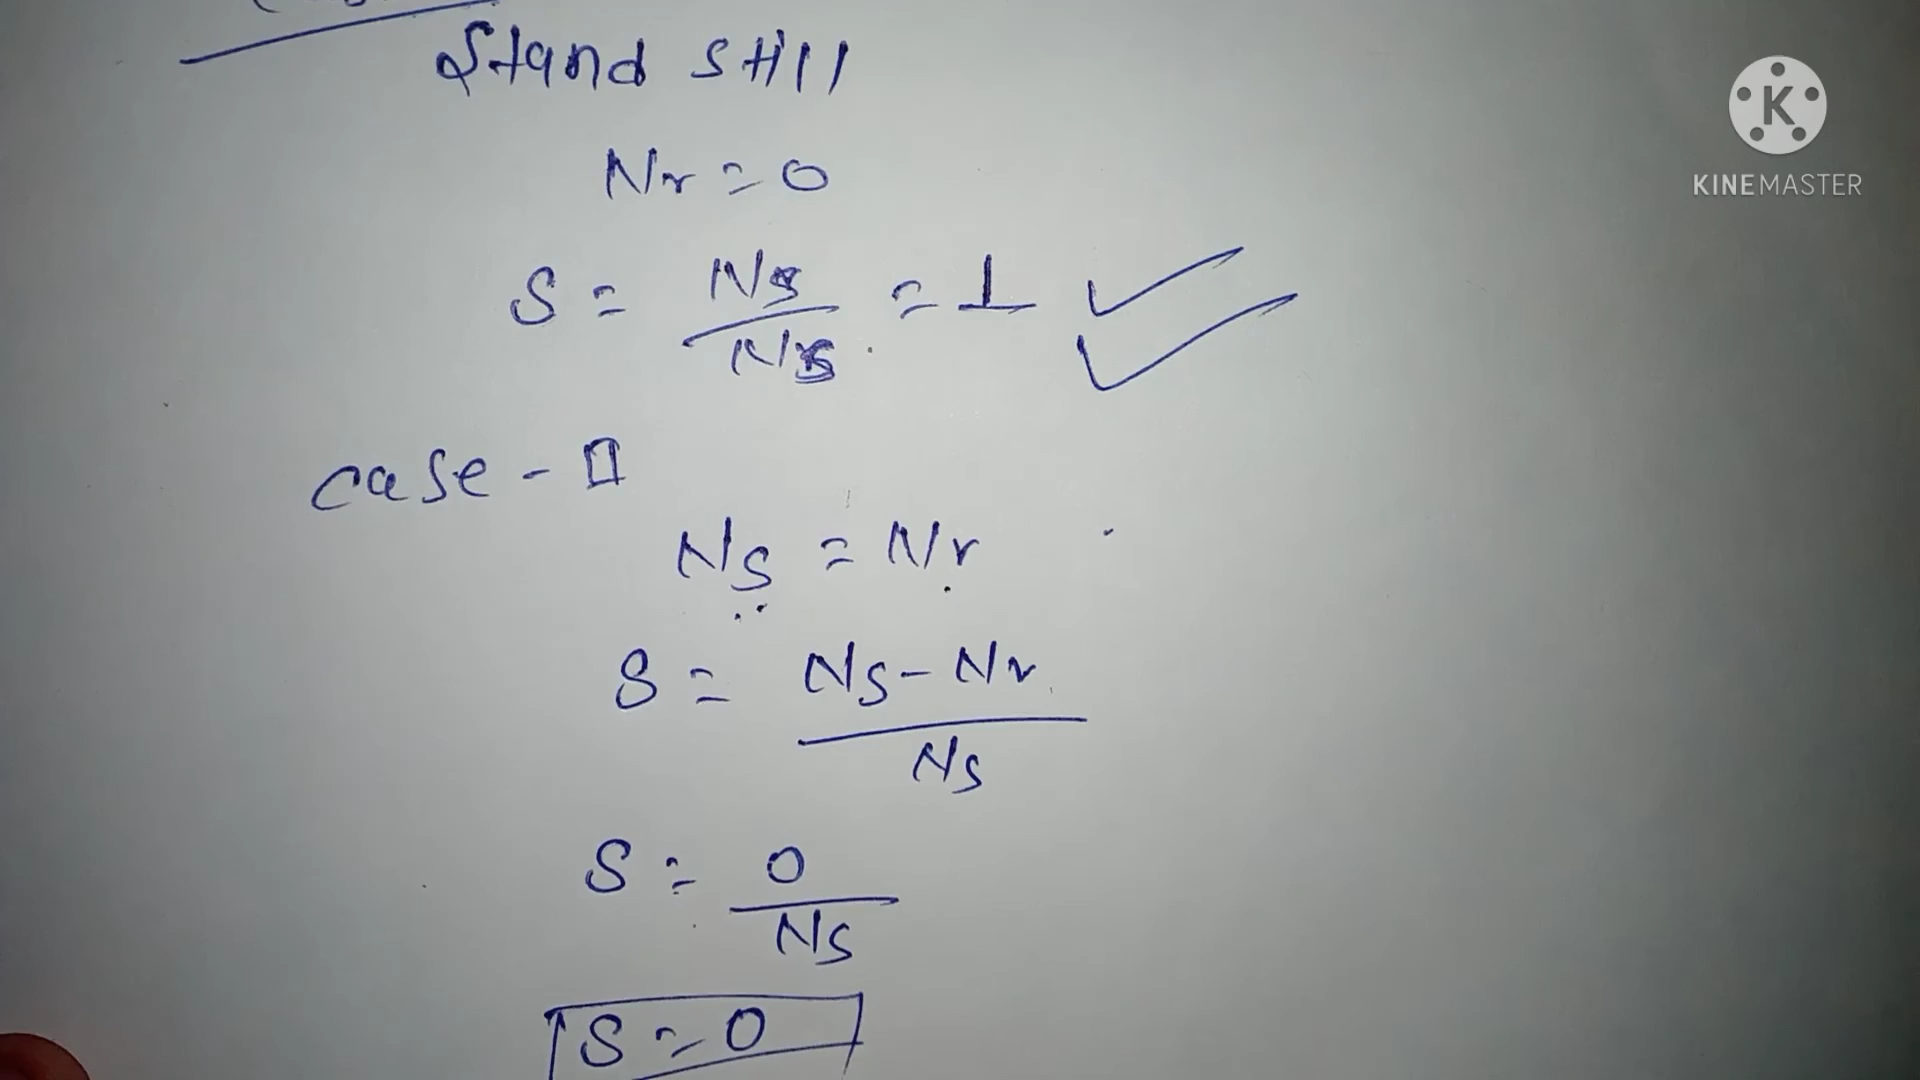 Stand still
Nr = 0
S = Ns / Ns = 1
case - II
Ns = Nr
S = Ns - Nr / Ns
S = 0 / Ns
S = 0
K
KINEMASTER